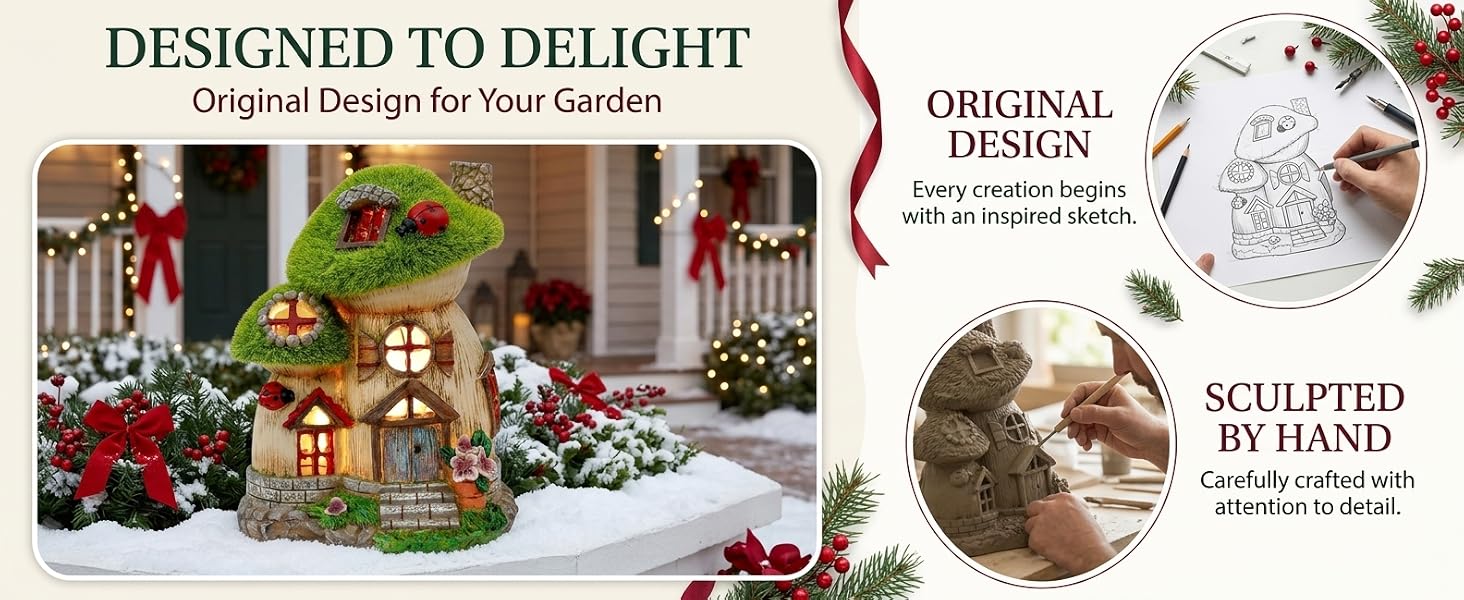 DESIGNED TO DELIGHT
Original Design for Your Garden
ORIGINAL
DESIGN
Every creation begins
with an inspired sketch.
SCULPTED
BY HAND
Carefully crafted with
attention to detail.